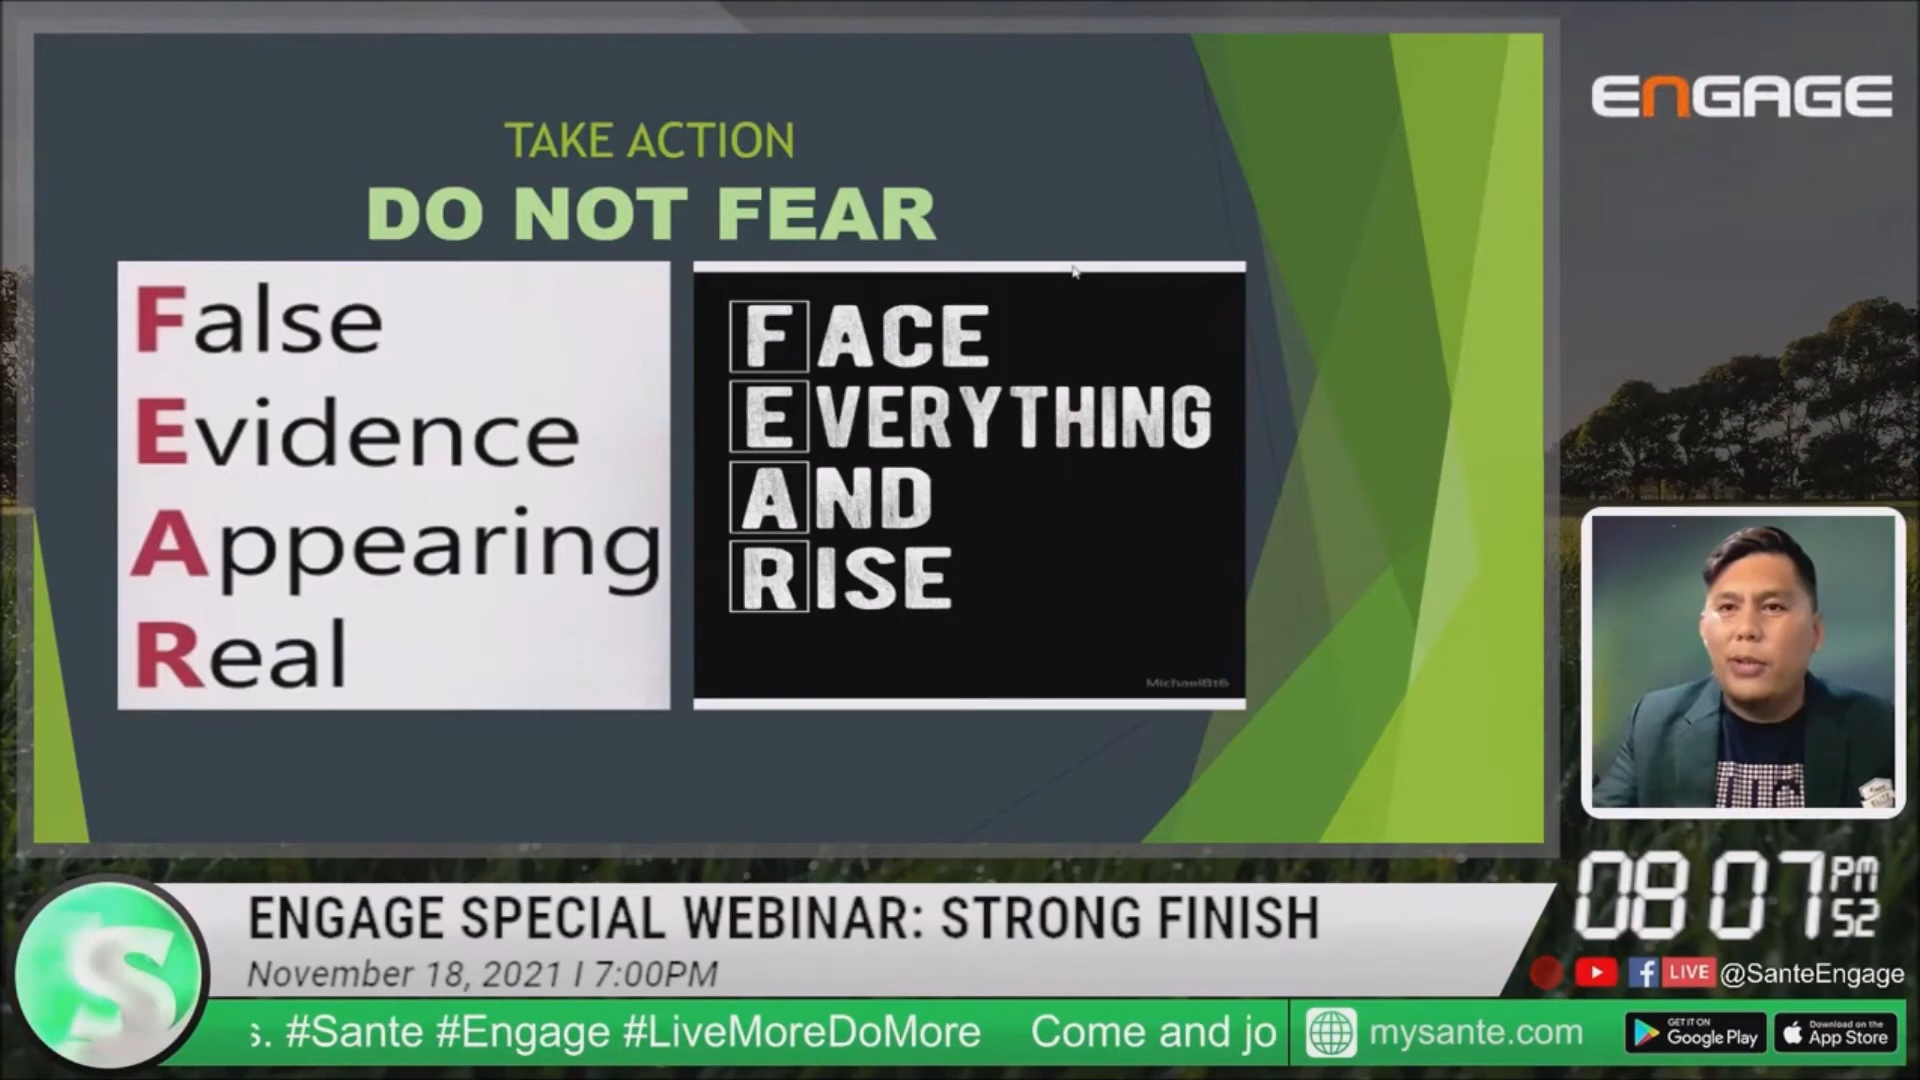 TAKE ACTION
DO NOT FEAR
False
Evidence
Appearing
Real
FACE
EVERYTHING
AND
RISE
Michael8t6
ENGAGE
08 07 PM 52
ENGAGE SPECIAL WEBINAR: STRONG FINISH
November 18, 2021 I 7:00PM
LIVE @SanteEngage
s. #Sante #Engage #LiveMoreDoMore Come and jo
mysante.com
GET IT ON
Google Play
Download on the
App Store